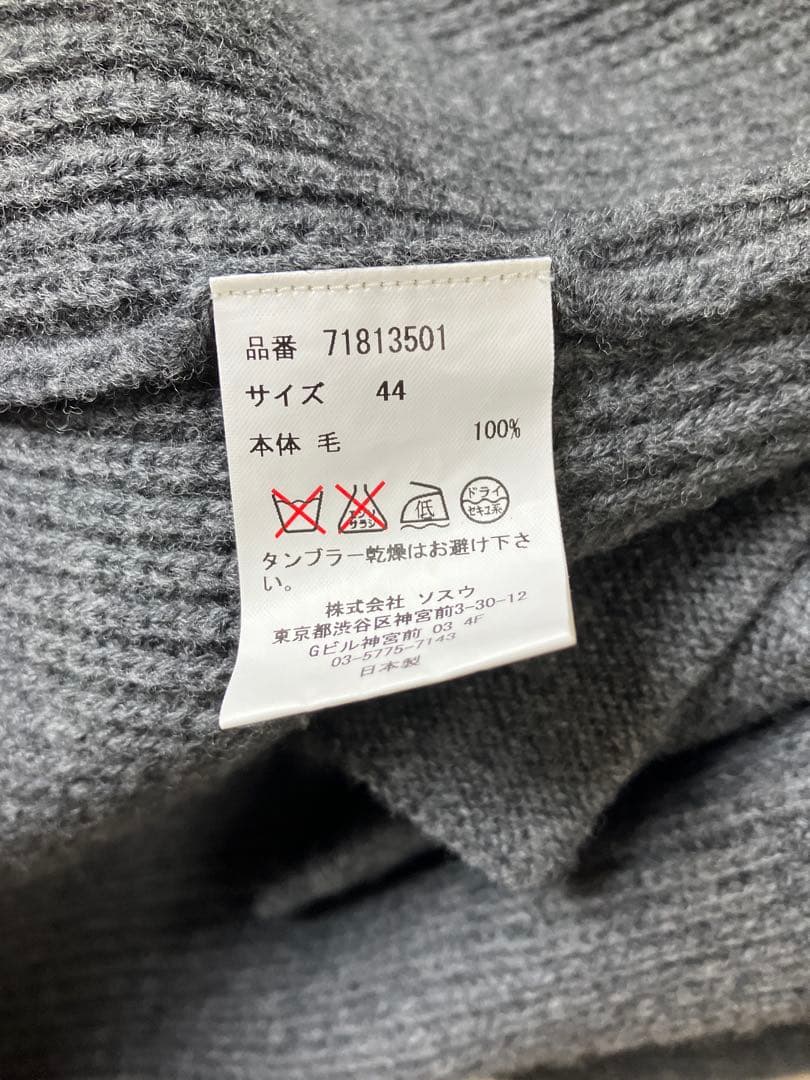 品番 71813501
サイズ 44
本体 毛 100%
エンソ サラシ 低 ドライ セキユ系
タンブラー乾燥はお避け下さ
い。
株式会社 ソスウ
東京都渋谷区神宮前3-30-12
Gビル神宮前 03 4F
03-5775-7143
日本製